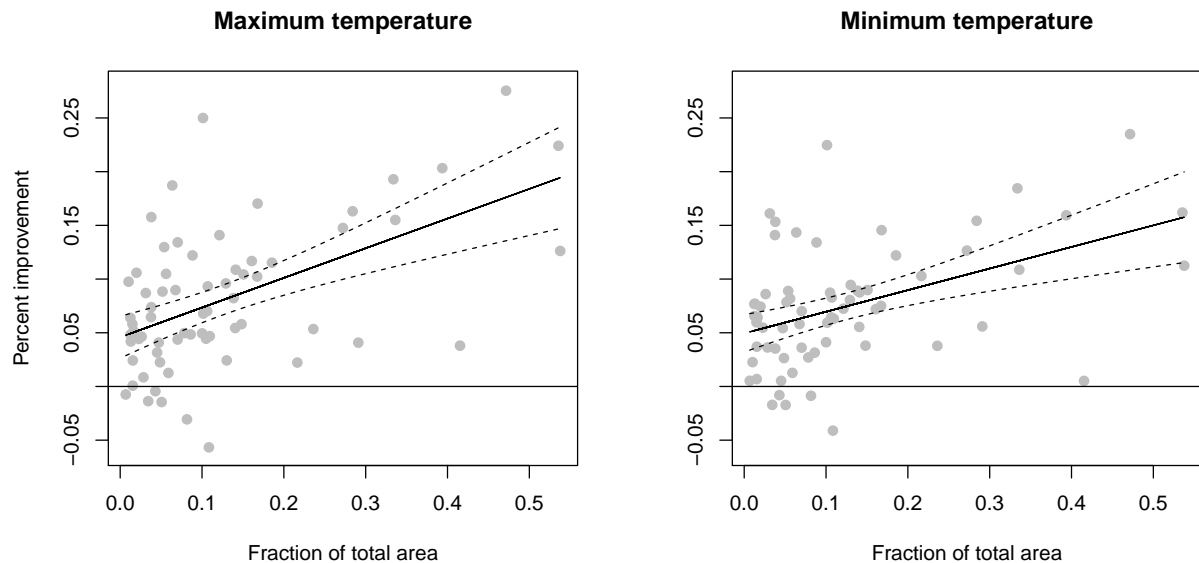 Maximum temperature
Percent improvement
−0.05
0.05
0.15
0.25
0.0 0.1 0.2 0.3 0.4 0.5
Fraction of total area
Minimum temperature
−0.05
0.05
0.15
0.25
0.0 0.1 0.2 0.3 0.4 0.5
Fraction of total area